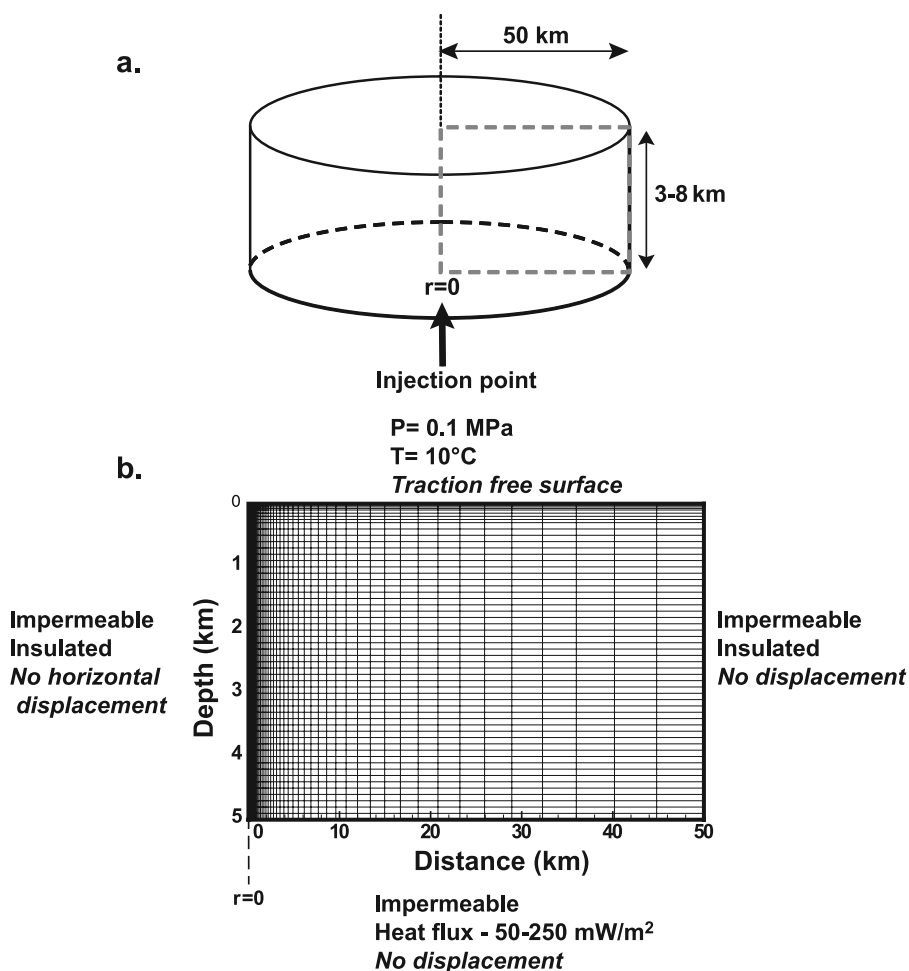 a.
50 km
3-8 km
r=0
Injection point
P= 0.1 MPa
T= 10°C
Traction free surface
b.
0
1
2
3
4
5
Depth (km)
Impermeable
Insulated
No horizontal
displacement
Impermeable
Insulated
No displacement
0 10 20 30 40 50
Distance (km)
r=0
Impermeable
Heat flux - 50-250 mW/m²
No displacement